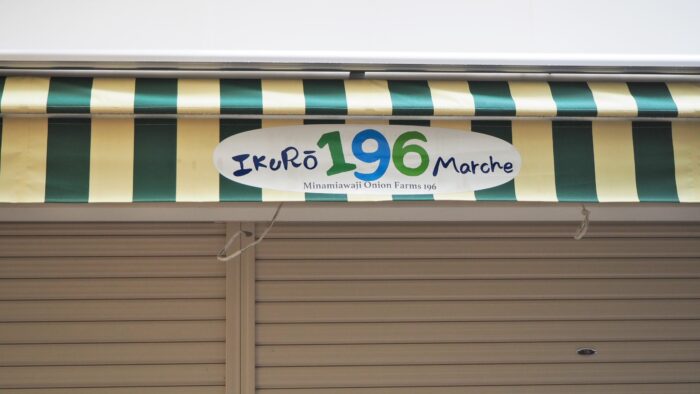 IKURŌ 196 Marche
Minamiawaji Onion Farms 196